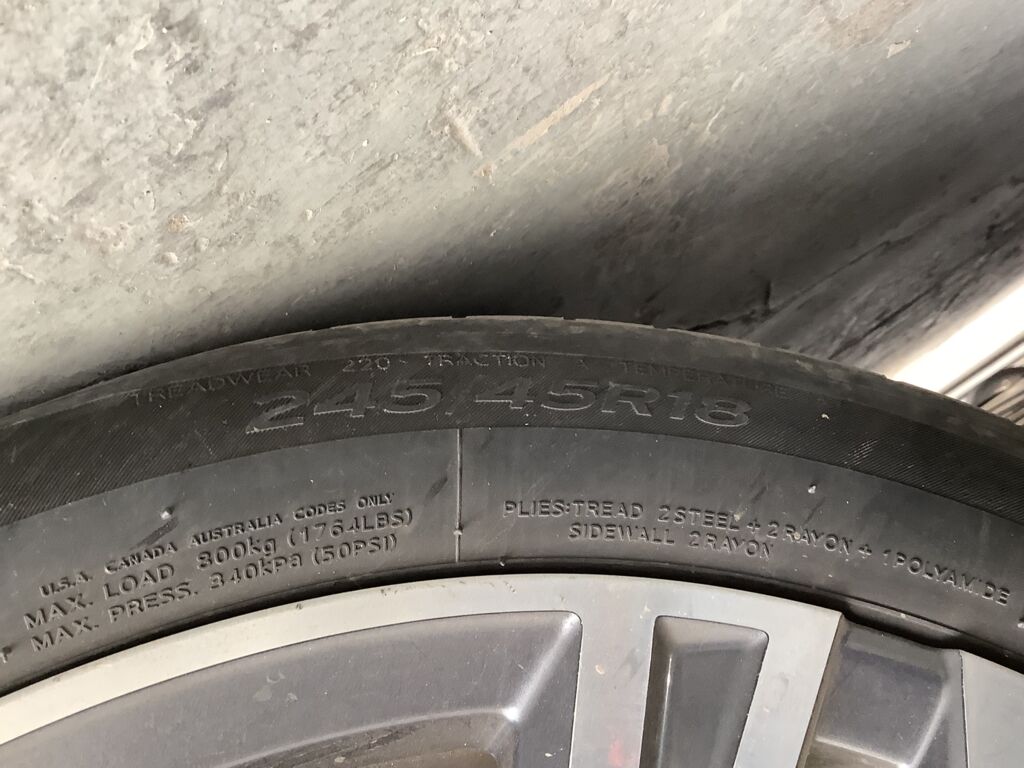 TREADWEAR 220 TRACTION A TEMPERATURE
245/45R18
U.S.A. CANADA AUSTRALIA CODES ONLY
MAX. LOAD 800kg (1764LBS)
MAX. PRESS. 340kPa (50PSI)
PLIES:TREAD 2STEEL + 2RAYON + 1POLYAMIDE
SIDEWALL 2RAYON